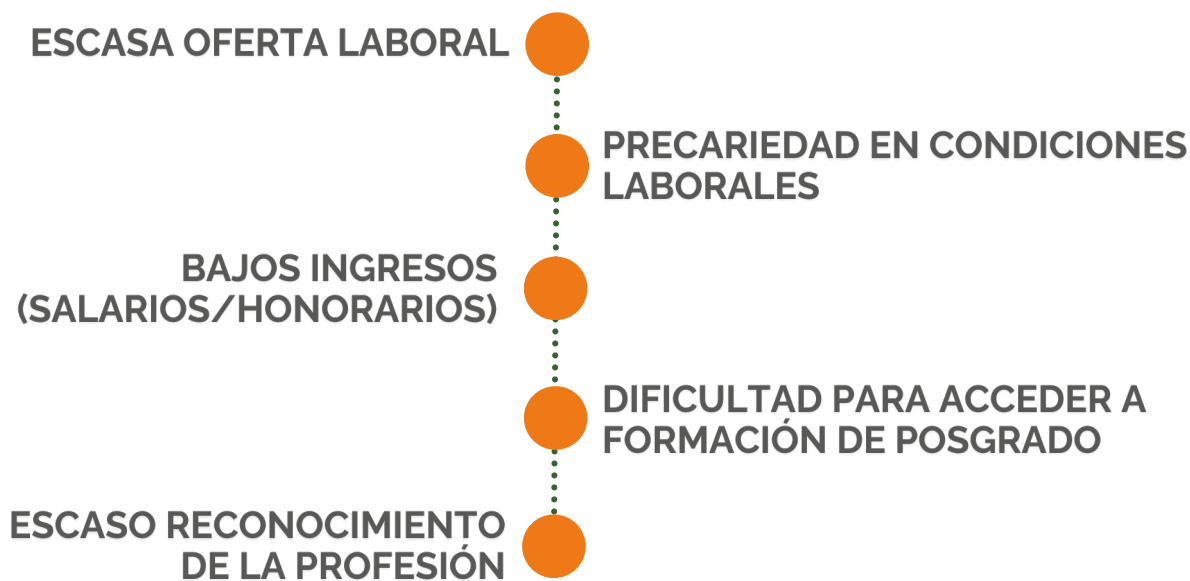 ESCASA OFERTA LABORAL
PRECARIEDAD EN CONDICIONES
LABORALES
BAJOS INGRESOS
(SALARIOS/HONORARIOS)
DIFICULTAD PARA ACCEDER A
FORMACIÓN DE POSGRADO
ESCASO RECONOCIMIENTO
DE LA PROFESIÓN